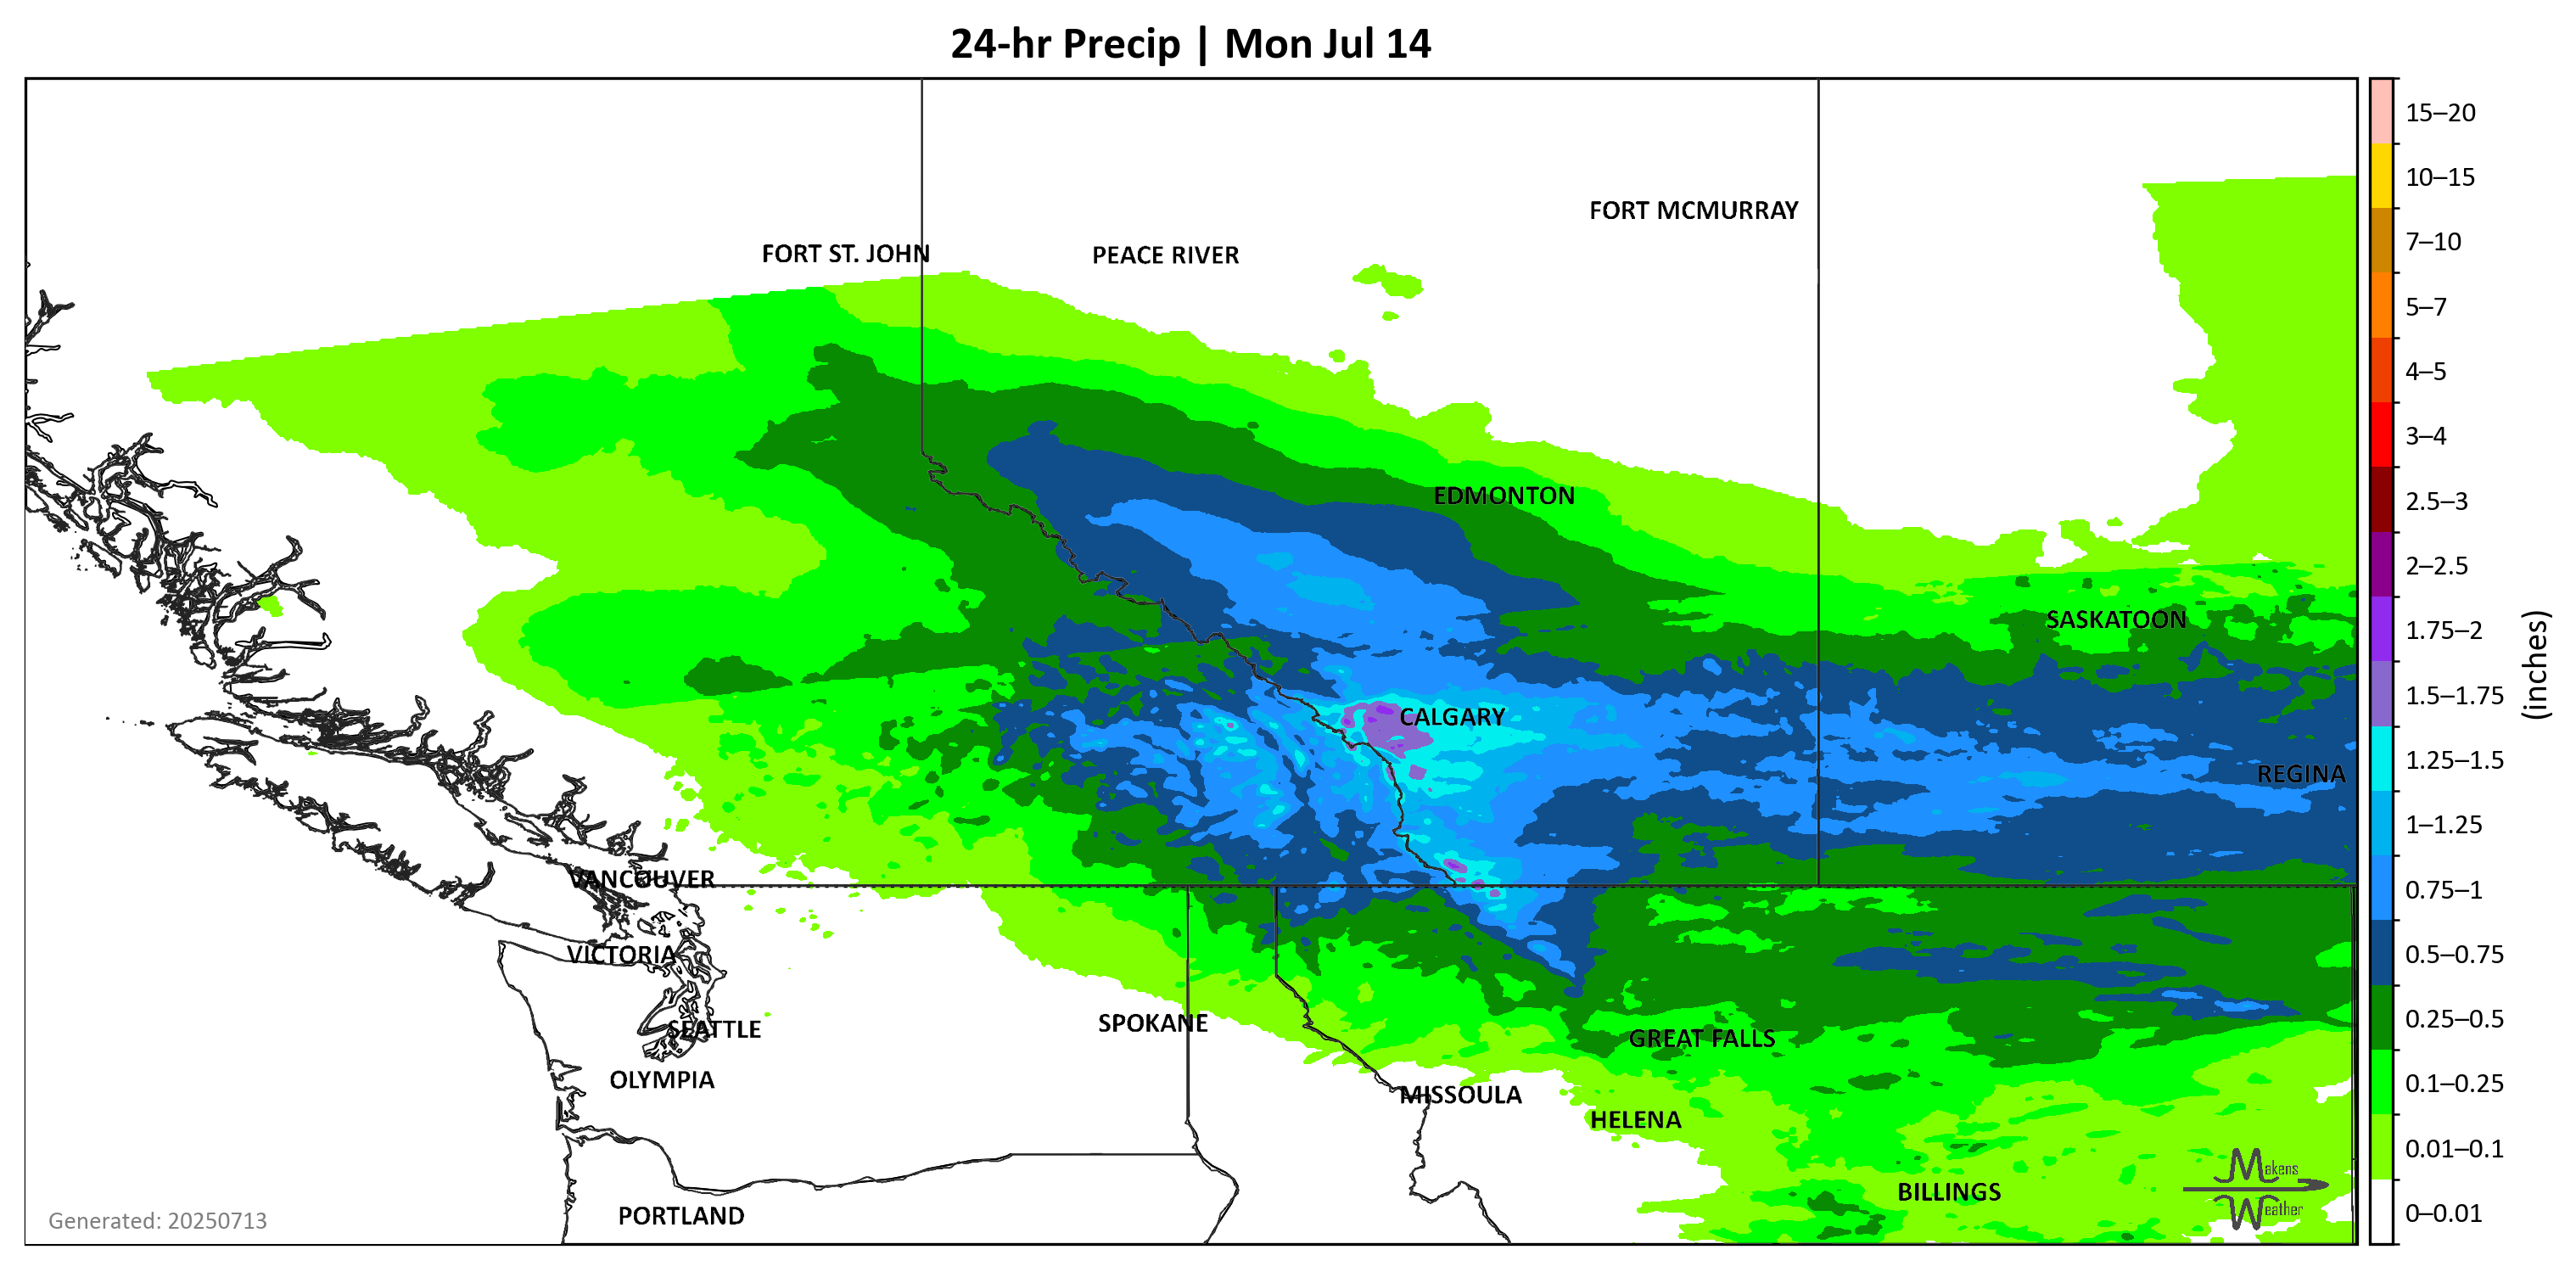 24-hr Precip | Mon Jul 14
15–20
10–15
FORT MCMURRAY
7–10
FORT ST. JOHN
PEACE RIVER
5–7
4–5
3–4
EDMONTON
2.5–3
2–2.5
SASKATOON
1.75–2
(inches)
1.5–1.75
CALGARY
1.25–1.5
REGINA
1–1.25
VANCOUVER
0.75–1
VICTORIA
0.5–0.75
SPOKANE
0.25–0.5
SEATTLE
GREAT FALLS
OLYMPIA
0.1–0.25
MISSOULA
HELENA
0.01–0.1
Makens
Weather
BILLINGS
PORTLAND
0–0.01
Generated: 20250713